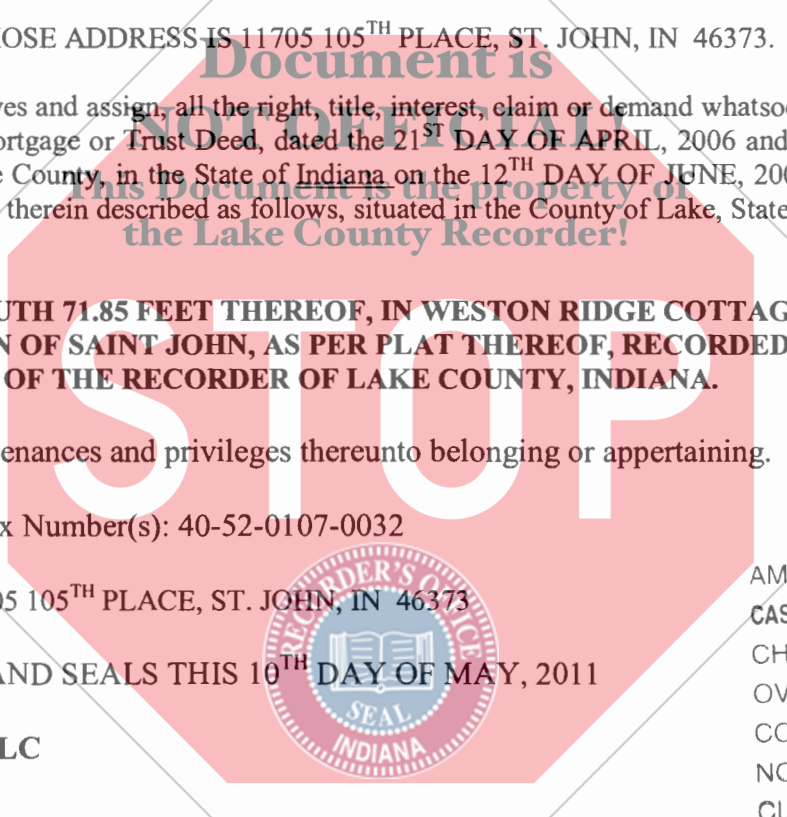 OSE ADDRESS IS 11705 105TH PLACE, ST. JOHN, IN 46373.
Document is
ves and assign, all the right, title, interest, claim or demand whatso
NOT OFFICIAL!
ortgage or Trust Deed, dated the 21ST DAY OF APRIL, 2006 and
e County, in the State of Indiana on the 12TH DAY OF JUNE, 200
This Document is the property of
therein described as follows, situated in the County of Lake, State
the Lake County Recorder!
UTH 71.85 FEET THEREOF, IN WESTON RIDGE COTTAG
N OF SAINT JOHN, AS PER PLAT THEREOF, RECORDED
OF THE RECORDER OF LAKE COUNTY, INDIANA.
STOP
enances and privileges thereunto belonging or appertaining.
x Number(s): 40-52-0107-0032
05 105TH PLACE, ST. JOHN, IN 46373
AND SEALS THIS 10TH DAY OF MAY, 2011
LC
RECORDER'S OFFICE
SEAL
INDIANA
AM
CAS
CH
OV
CO
NO
CL